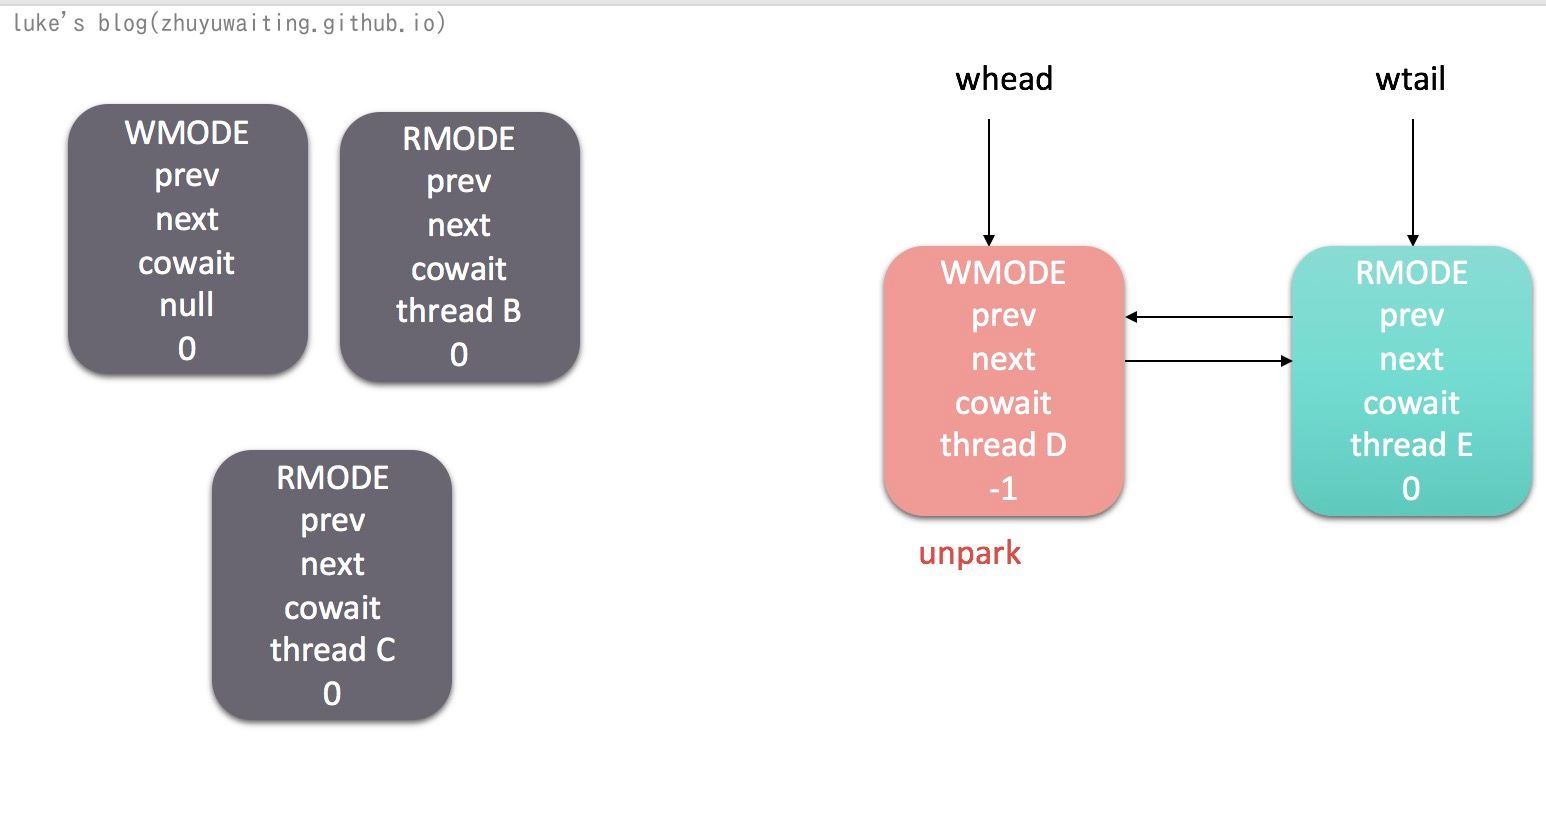 luke's blog(zhuyuwaiting.github.io)
WMODE
prev
next
cowait
null
0
RMODE
prev
next
cowait
thread B
0
RMODE
prev
next
cowait
thread C
0
whead
wtail
WMODE
prev
next
cowait
thread D
-1
unpark
RMODE
prev
next
cowait
thread E
0